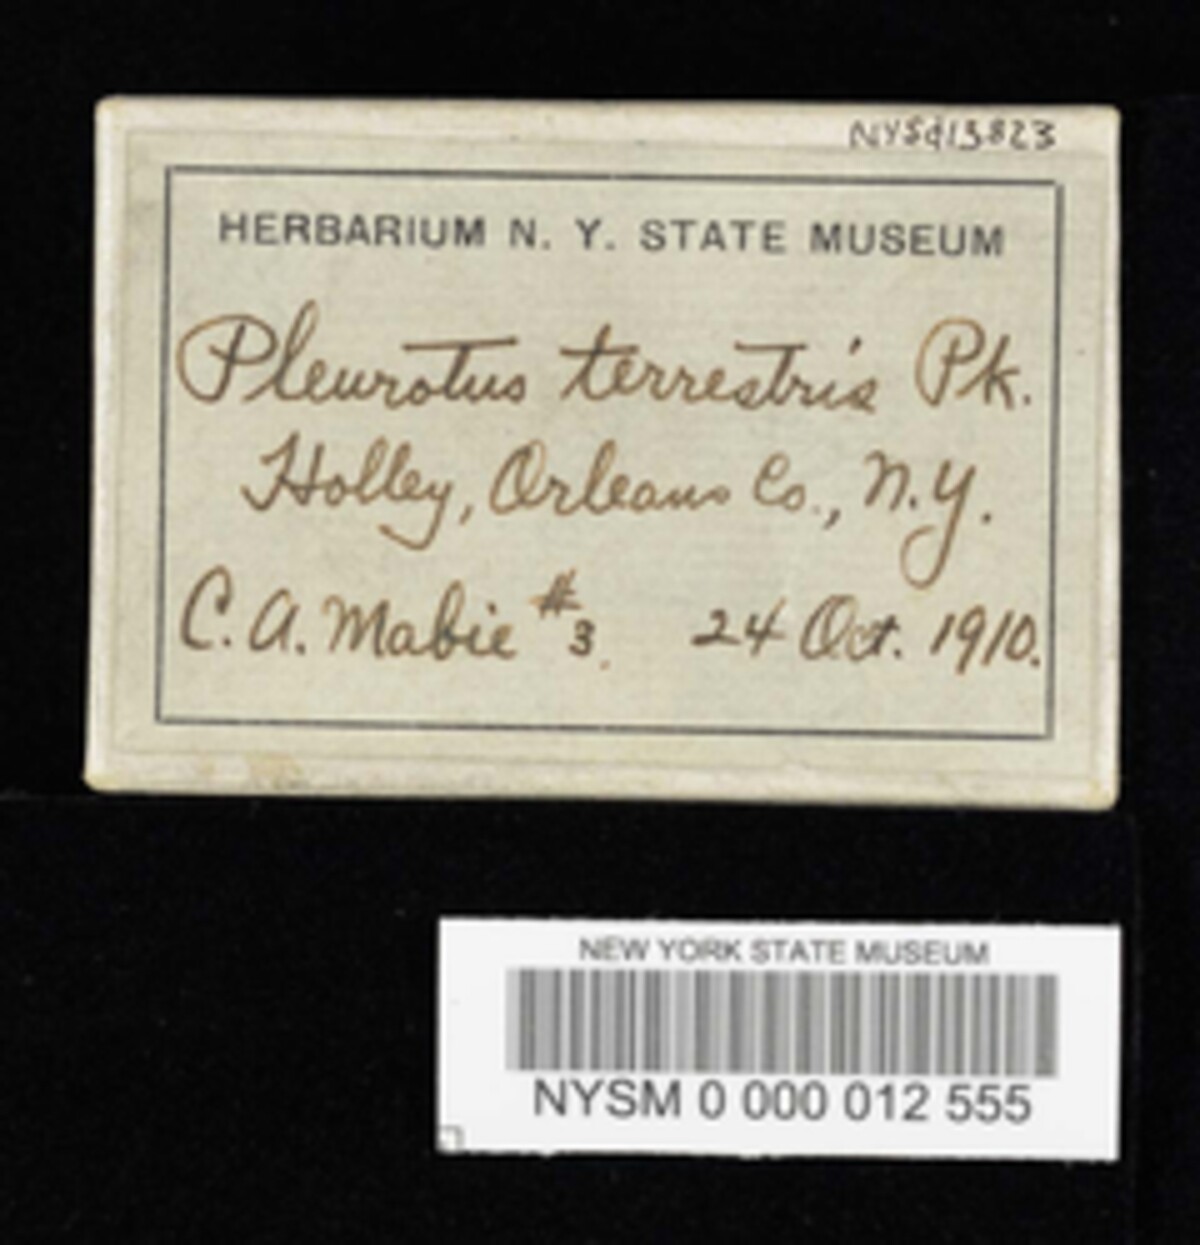 NYSd13823
HERBARIUM N. Y. STATE MUSEUM
Pleurotus terrestris Pk.
Holley, Orleans Co., N.Y.
C. A. Mabie #3. 24 Oct. 1910.
NEW YORK STATE MUSEUM
NYSM 0 000 012 555